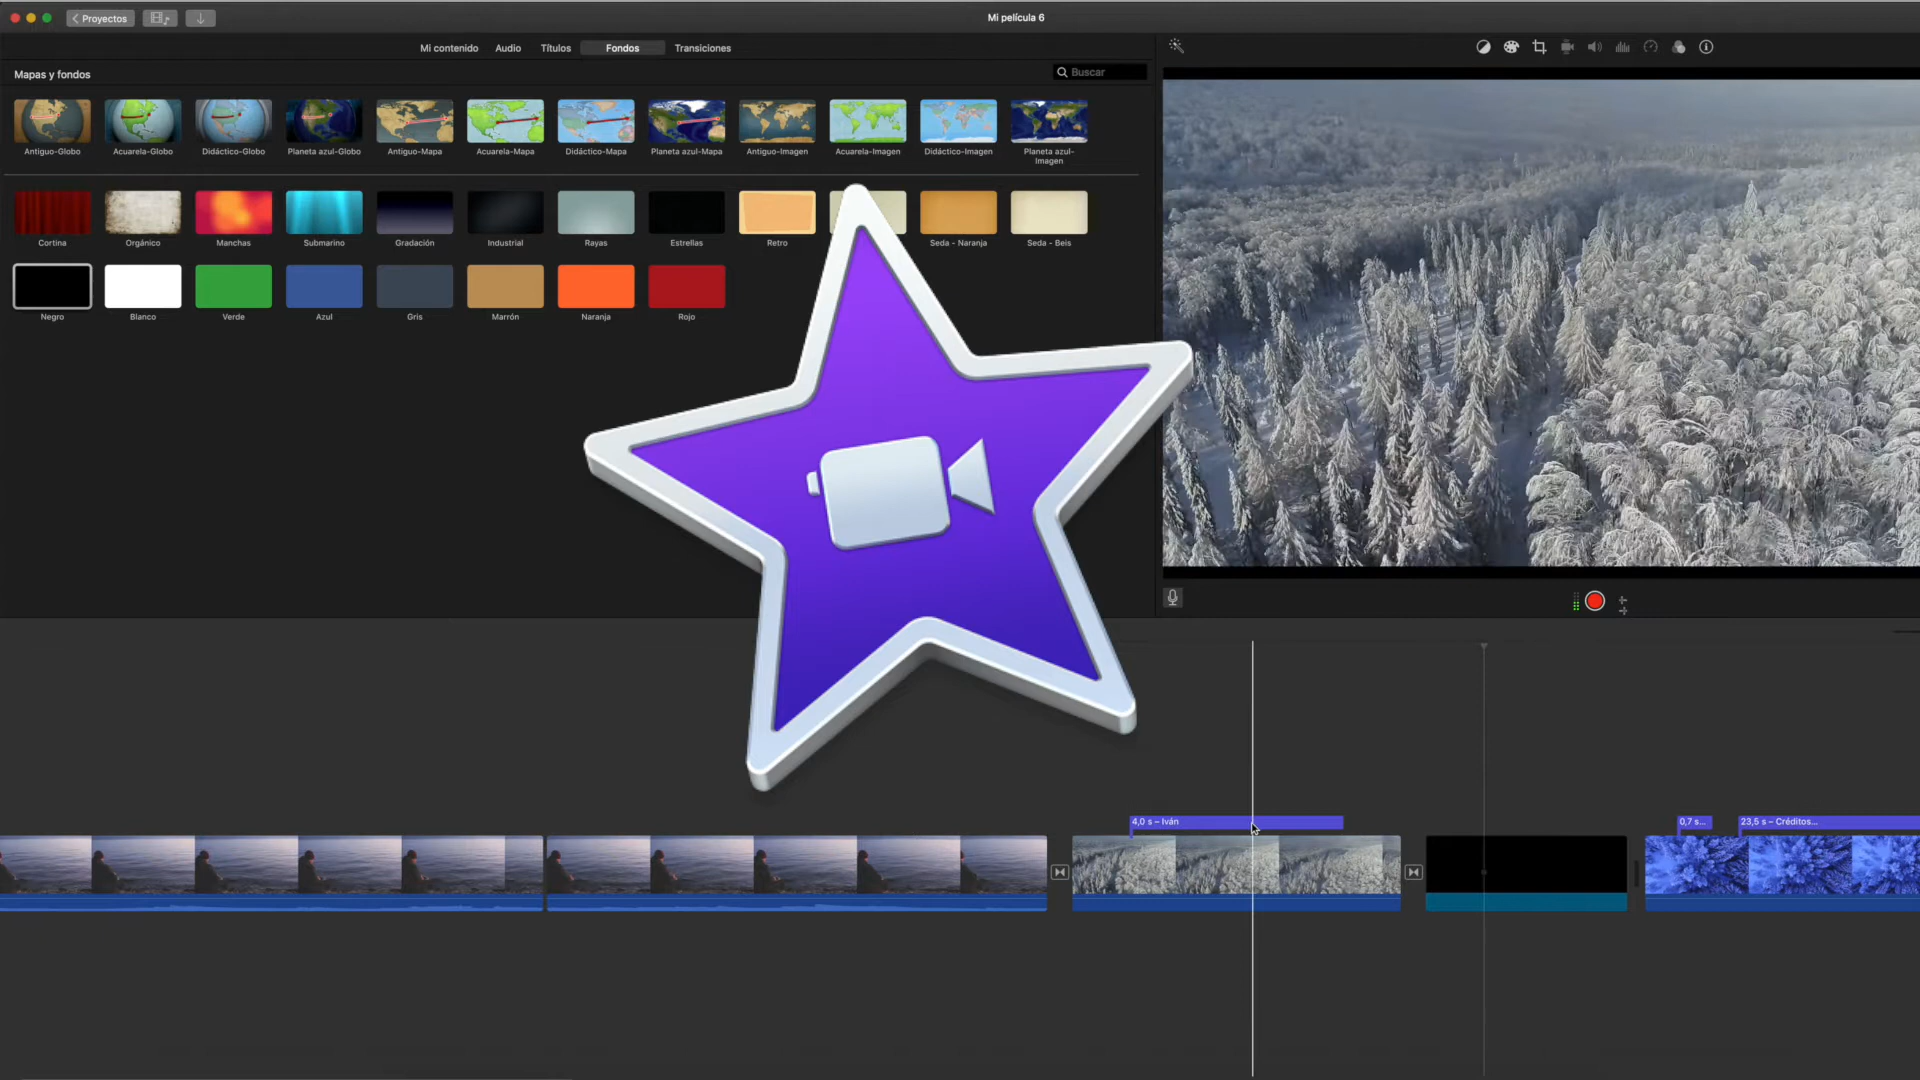 Proyectos
Mi película 6
Mi contenido
Audio
Títulos
Fondos
Transiciones
Mapas y fondos
Buscar
Antiguo-Globo
Acuarela-Globo
Didáctico-Globo
Planeta azul-Globo
Antiguo-Mapa
Acuarela-Mapa
Didáctico-Mapa
Planeta azul-Mapa
Antiguo-Imagen
Acuarela-Imagen
Didáctico-Imagen
Planeta azul-
Imagen
Cortina
Orgánico
Manchas
Submarino
Gradación
Industrial
Rayas
Estrellas
Retro
Seda - Naranja
Seda - Beis
Negro
Blanco
Verde
Azul
Gris
Marrón
Naranja
Rojo
4,0 s – Iván
0,7 s...
23,5 s – Créditos...